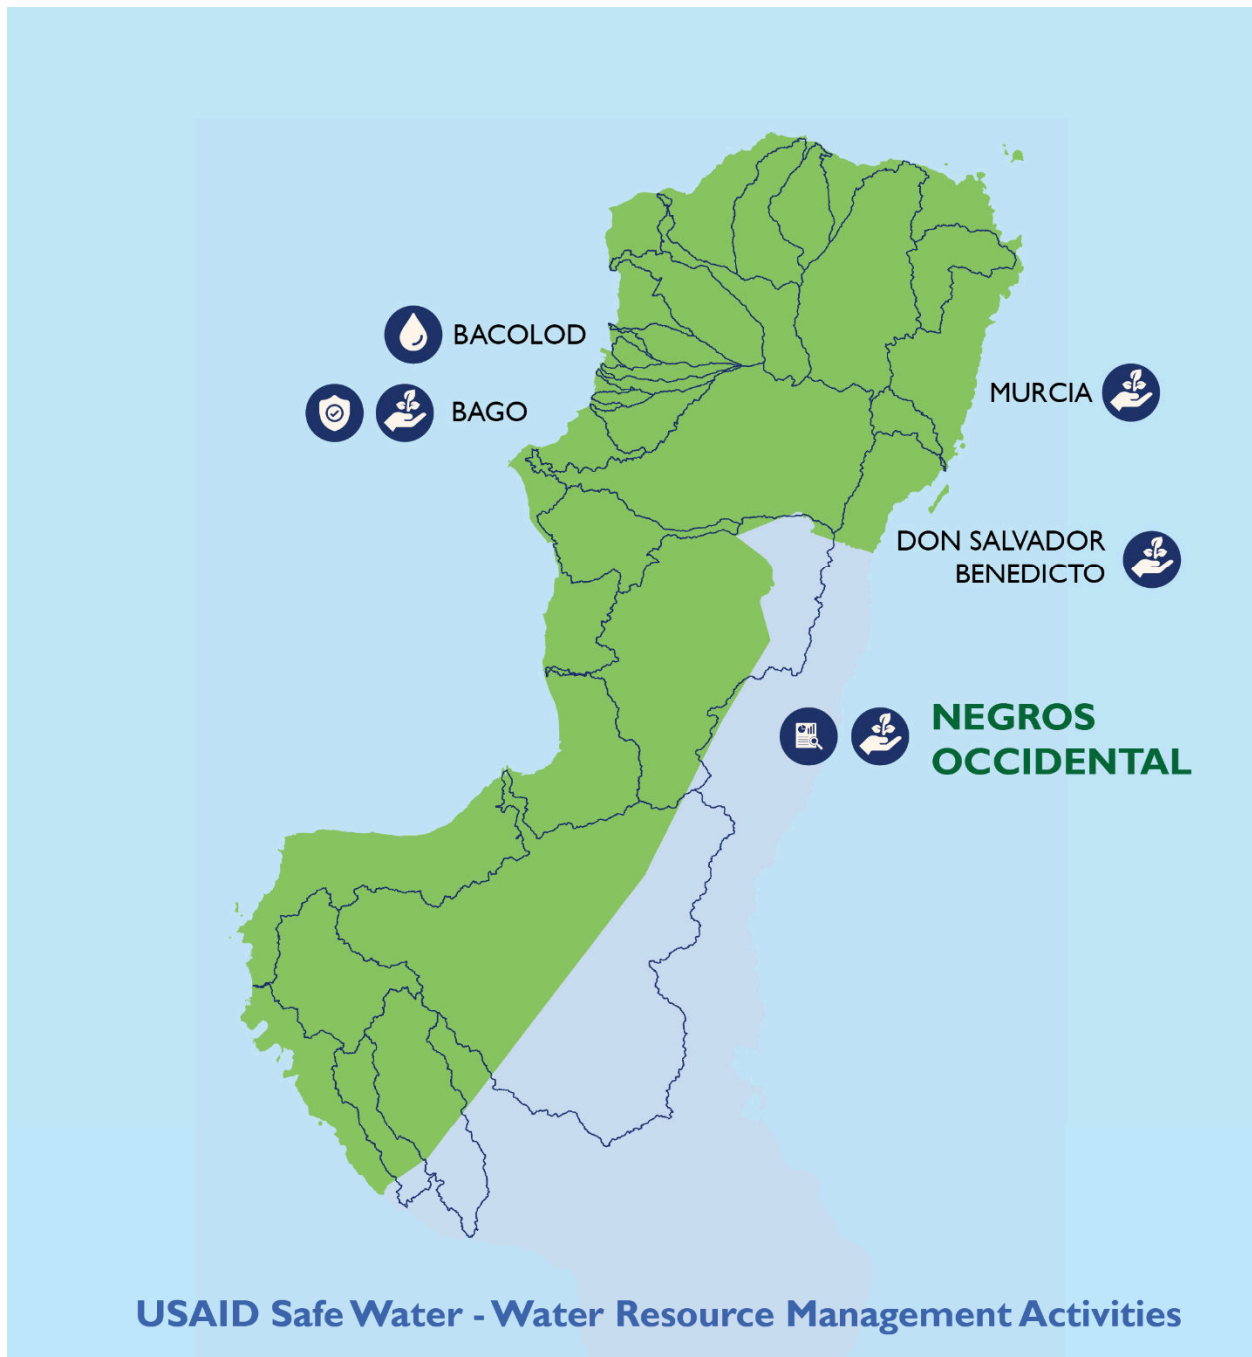 BACOLOD
BAGO
MURCIA
DON SALVADOR
BENEDICTO
NEGROS
OCCIDENTAL
USAID Safe Water - Water Resource Management Activities